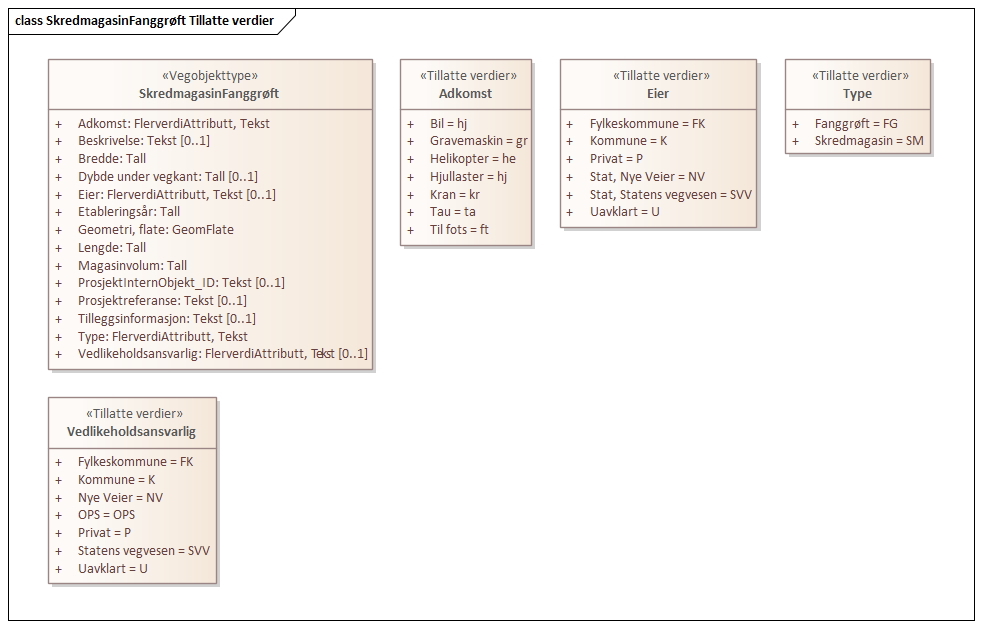 class SkredmagasinFanggrøft Tillatte verdier
«Vegobjekttype»
SkredmagasinFanggrøft
+ Adkomst: FlerverdiAttributt, Tekst
+ Beskrivelse: Tekst [0..1]
+ Bredde: Tall
+ Dybde under vegkant: Tall [0..1]
+ Eier: FlerverdiAttributt, Tekst [0..1]
+ Etableringsår: Tall
+ Geometri, flate: GeomFlate
+ Lengde: Tall
+ Magasinvolum: Tall
+ ProsjektInternObjekt_ID: Tekst [0..1]
+ Prosjektreferanse: Tekst [0..1]
+ Tilleggsinformasjon: Tekst [0..1]
+ Type: FlerverdiAttributt, Tekst
+ Vedlikeholdsansvarlig: FlerverdiAttributt, Tekst [0..1]
«Tillatte verdier»
Adkomst
+ Bil = hj
+ Gravemaskin = gr
+ Helikopter = he
+ Hjullaster = hj
+ Kran = kr
+ Tau = ta
+ Til fots = ft
«Tillatte verdier»
Eier
+ Fylkeskommune = FK
+ Kommune = K
+ Privat = P
+ Stat, Nye Veier = NV
+ Stat, Statens vegvesen = SVV
+ Uavklart = U
«Tillatte verdier»
Type
+ Fanggrøft = FG
+ Skredmagasin = SM
«Tillatte verdier»
Vedlikeholdsansvarlig
+ Fylkeskommune = FK
+ Kommune = K
+ Nye Veier = NV
+ OPS = OPS
+ Privat = P
+ Statens vegvesen = SVV
+ Uavklart = U